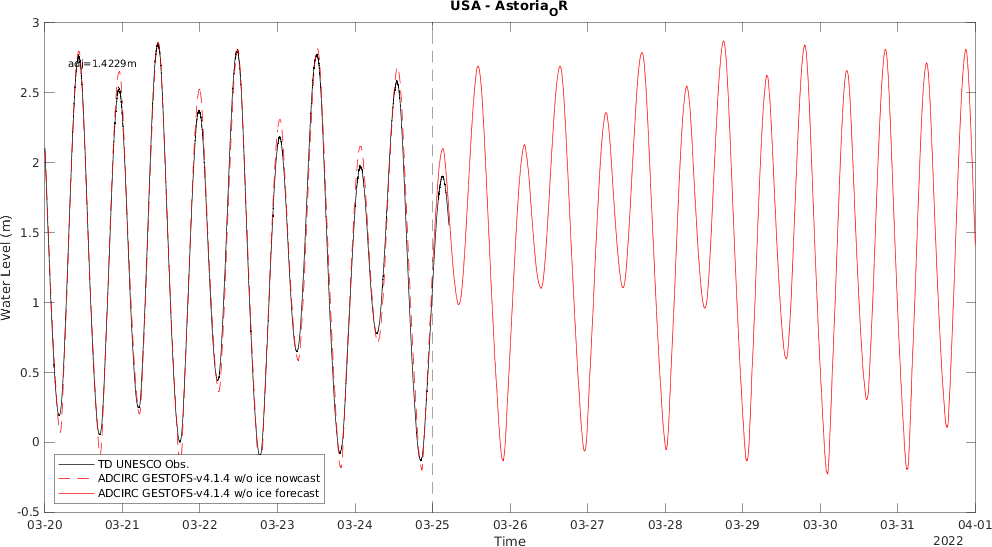 USA - Astoria_OR
adj=1.4229m
3
2.5
2
1.5
1
0.5
0
-0.5
Water Level (m)
TD UNESCO Obs.
ADCIRC GESTOFS-v4.1.4 w/o ice nowcast
ADCIRC GESTOFS-v4.1.4 w/o ice forecast
03-20 03-21 03-22 03-23 03-24 03-25 03-26 03-27 03-28 03-29 03-30 03-31 04-01
Time
2022